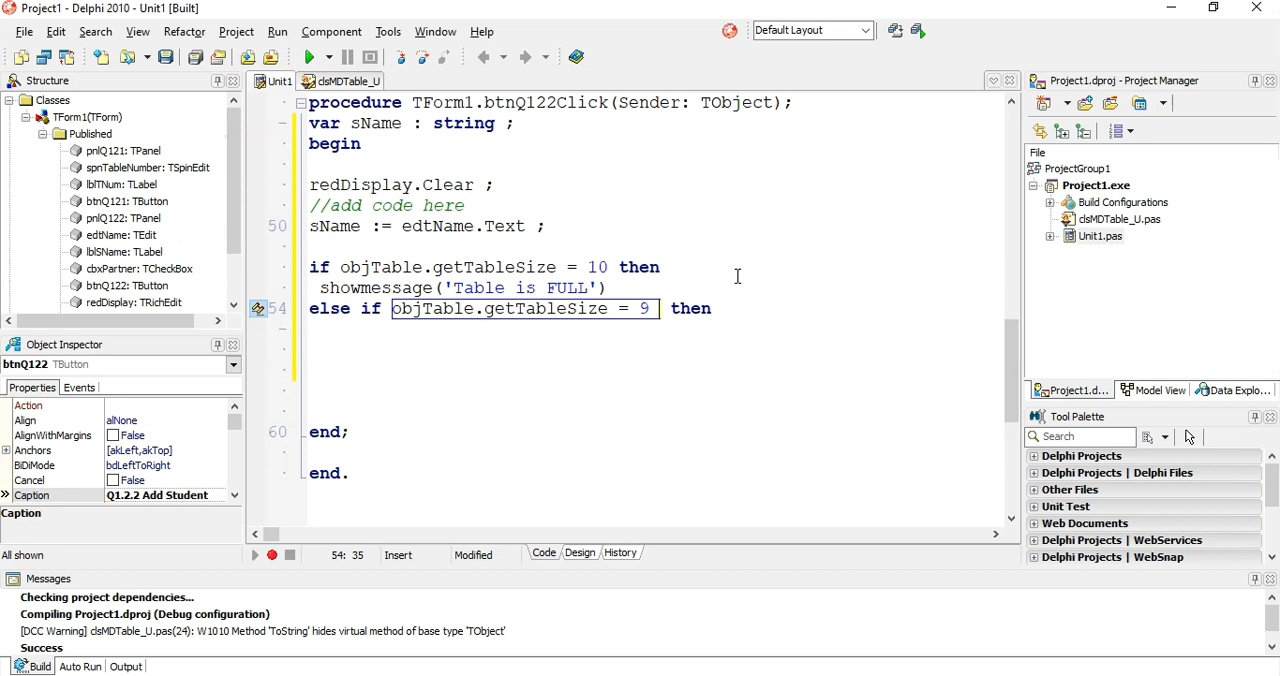 Project1 - Delphi 2010 - Unit1 [Built]
File Edit Search View Refactor Project Run Component Tools Window Help
Default Layout
Structure
Classes
TForm1(TForm)
Published
pnlQ121: TPanel
spnTableNumber: TSpinEdit
lblTNum: TLabel
btnQ121: TButton
pnlQ122: TPanel
edtName: TEdit
lblSName: TLabel
cbxPartner: TCheckBox
btnQ122: TButton
redDisplay: TRichEdit
Object Inspector
btnQ122 TButton
Properties Events
Action
Align alNone
AlignWithMargins False
Anchors [akLeft,akTop]
BiDiMode bdLeftToRight
Cancel False
Caption Q1.2.2 Add Student
Caption
All shown
Unit1 clsMDTable_U
procedure TForm1.btnQ122Click(Sender: TObject);
var sName : string ;
begin
redDisplay.Clear ;
//add code here
50 sName := edtName.Text ;
if objTable.getTableSize = 10 then
showmessage('Table is FULL')
54 else if objTable.getTableSize = 9 then
60 end;
end.
54: 35 Insert Modified Code Design History
Project1.dproj - Project Manager
File
ProjectGroup1
Project1.exe
Build Configurations
clsMDTable_U.pas
Unit1.pas
Project1.d... Model View Data Explo...
Tool Palette
Search
Delphi Projects
Delphi Projects | Delphi Files
Other Files
Unit Test
Web Documents
Delphi Projects | WebServices
Delphi Projects | WebSnap
Messages
Checking project dependencies...
Compiling Project1.dproj (Debug configuration)
[DCC Warning] clsMDTable_U.pas(24): W1010 Method 'ToString' hides virtual method of base type 'TObject'
Success
Build Auto Run Output